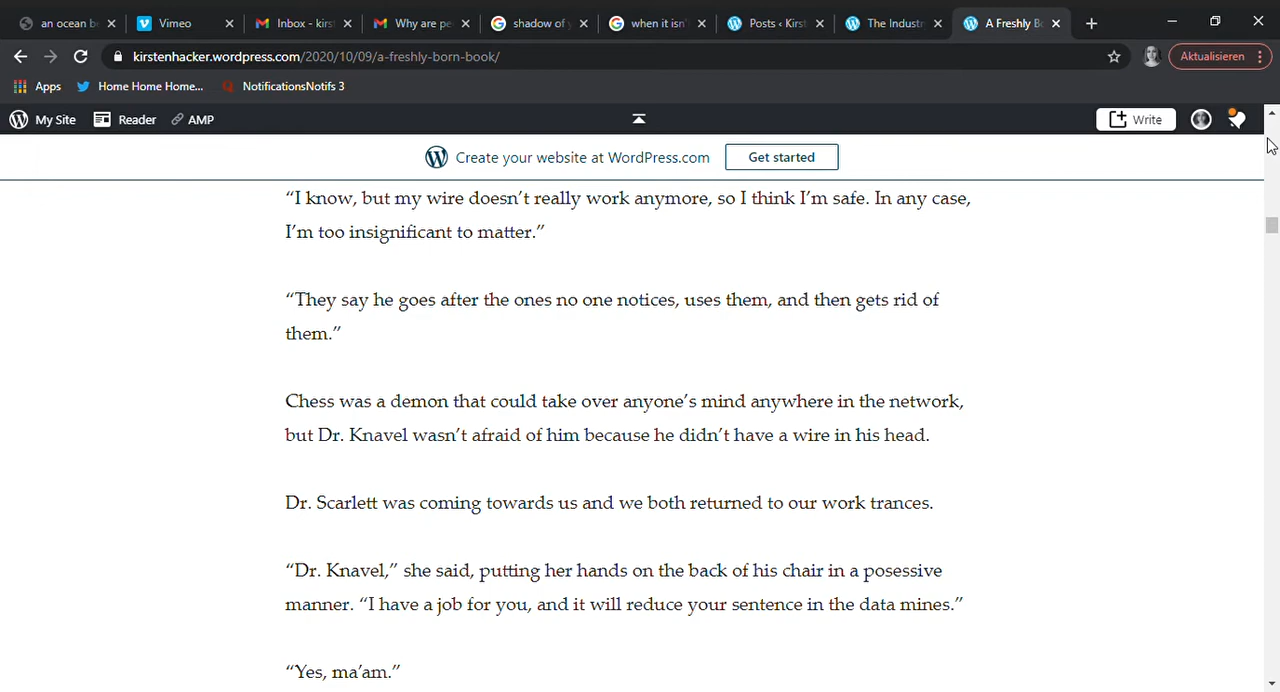 an ocean b
Vimeo
Inbox - kirs
Why are pe
shadow of
when it isn'
Posts ‹ Kirst
The Industr
A Freshly Bo
kirstenhacker.wordpress.com/2020/10/09/a-freshly-born-book/
Aktualisieren
Apps
Home Home Home...
NotificationsNotifs 3
My Site
Reader
AMP
Write
Create your website at WordPress.com
Get started
“I know, but my wire doesn’t really work anymore, so I think I’m safe. In any case,
I’m too insignificant to matter.”
“They say he goes after the ones no one notices, uses them, and then gets rid of
them.”
Chess was a demon that could take over anyone’s mind anywhere in the network,
but Dr. Knavel wasn’t afraid of him because he didn’t have a wire in his head.
Dr. Scarlett was coming towards us and we both returned to our work trances.
“Dr. Knavel,” she said, putting her hands on the back of his chair in a posessive
manner. “I have a job for you, and it will reduce your sentence in the data mines.”
“Yes, ma’am.”